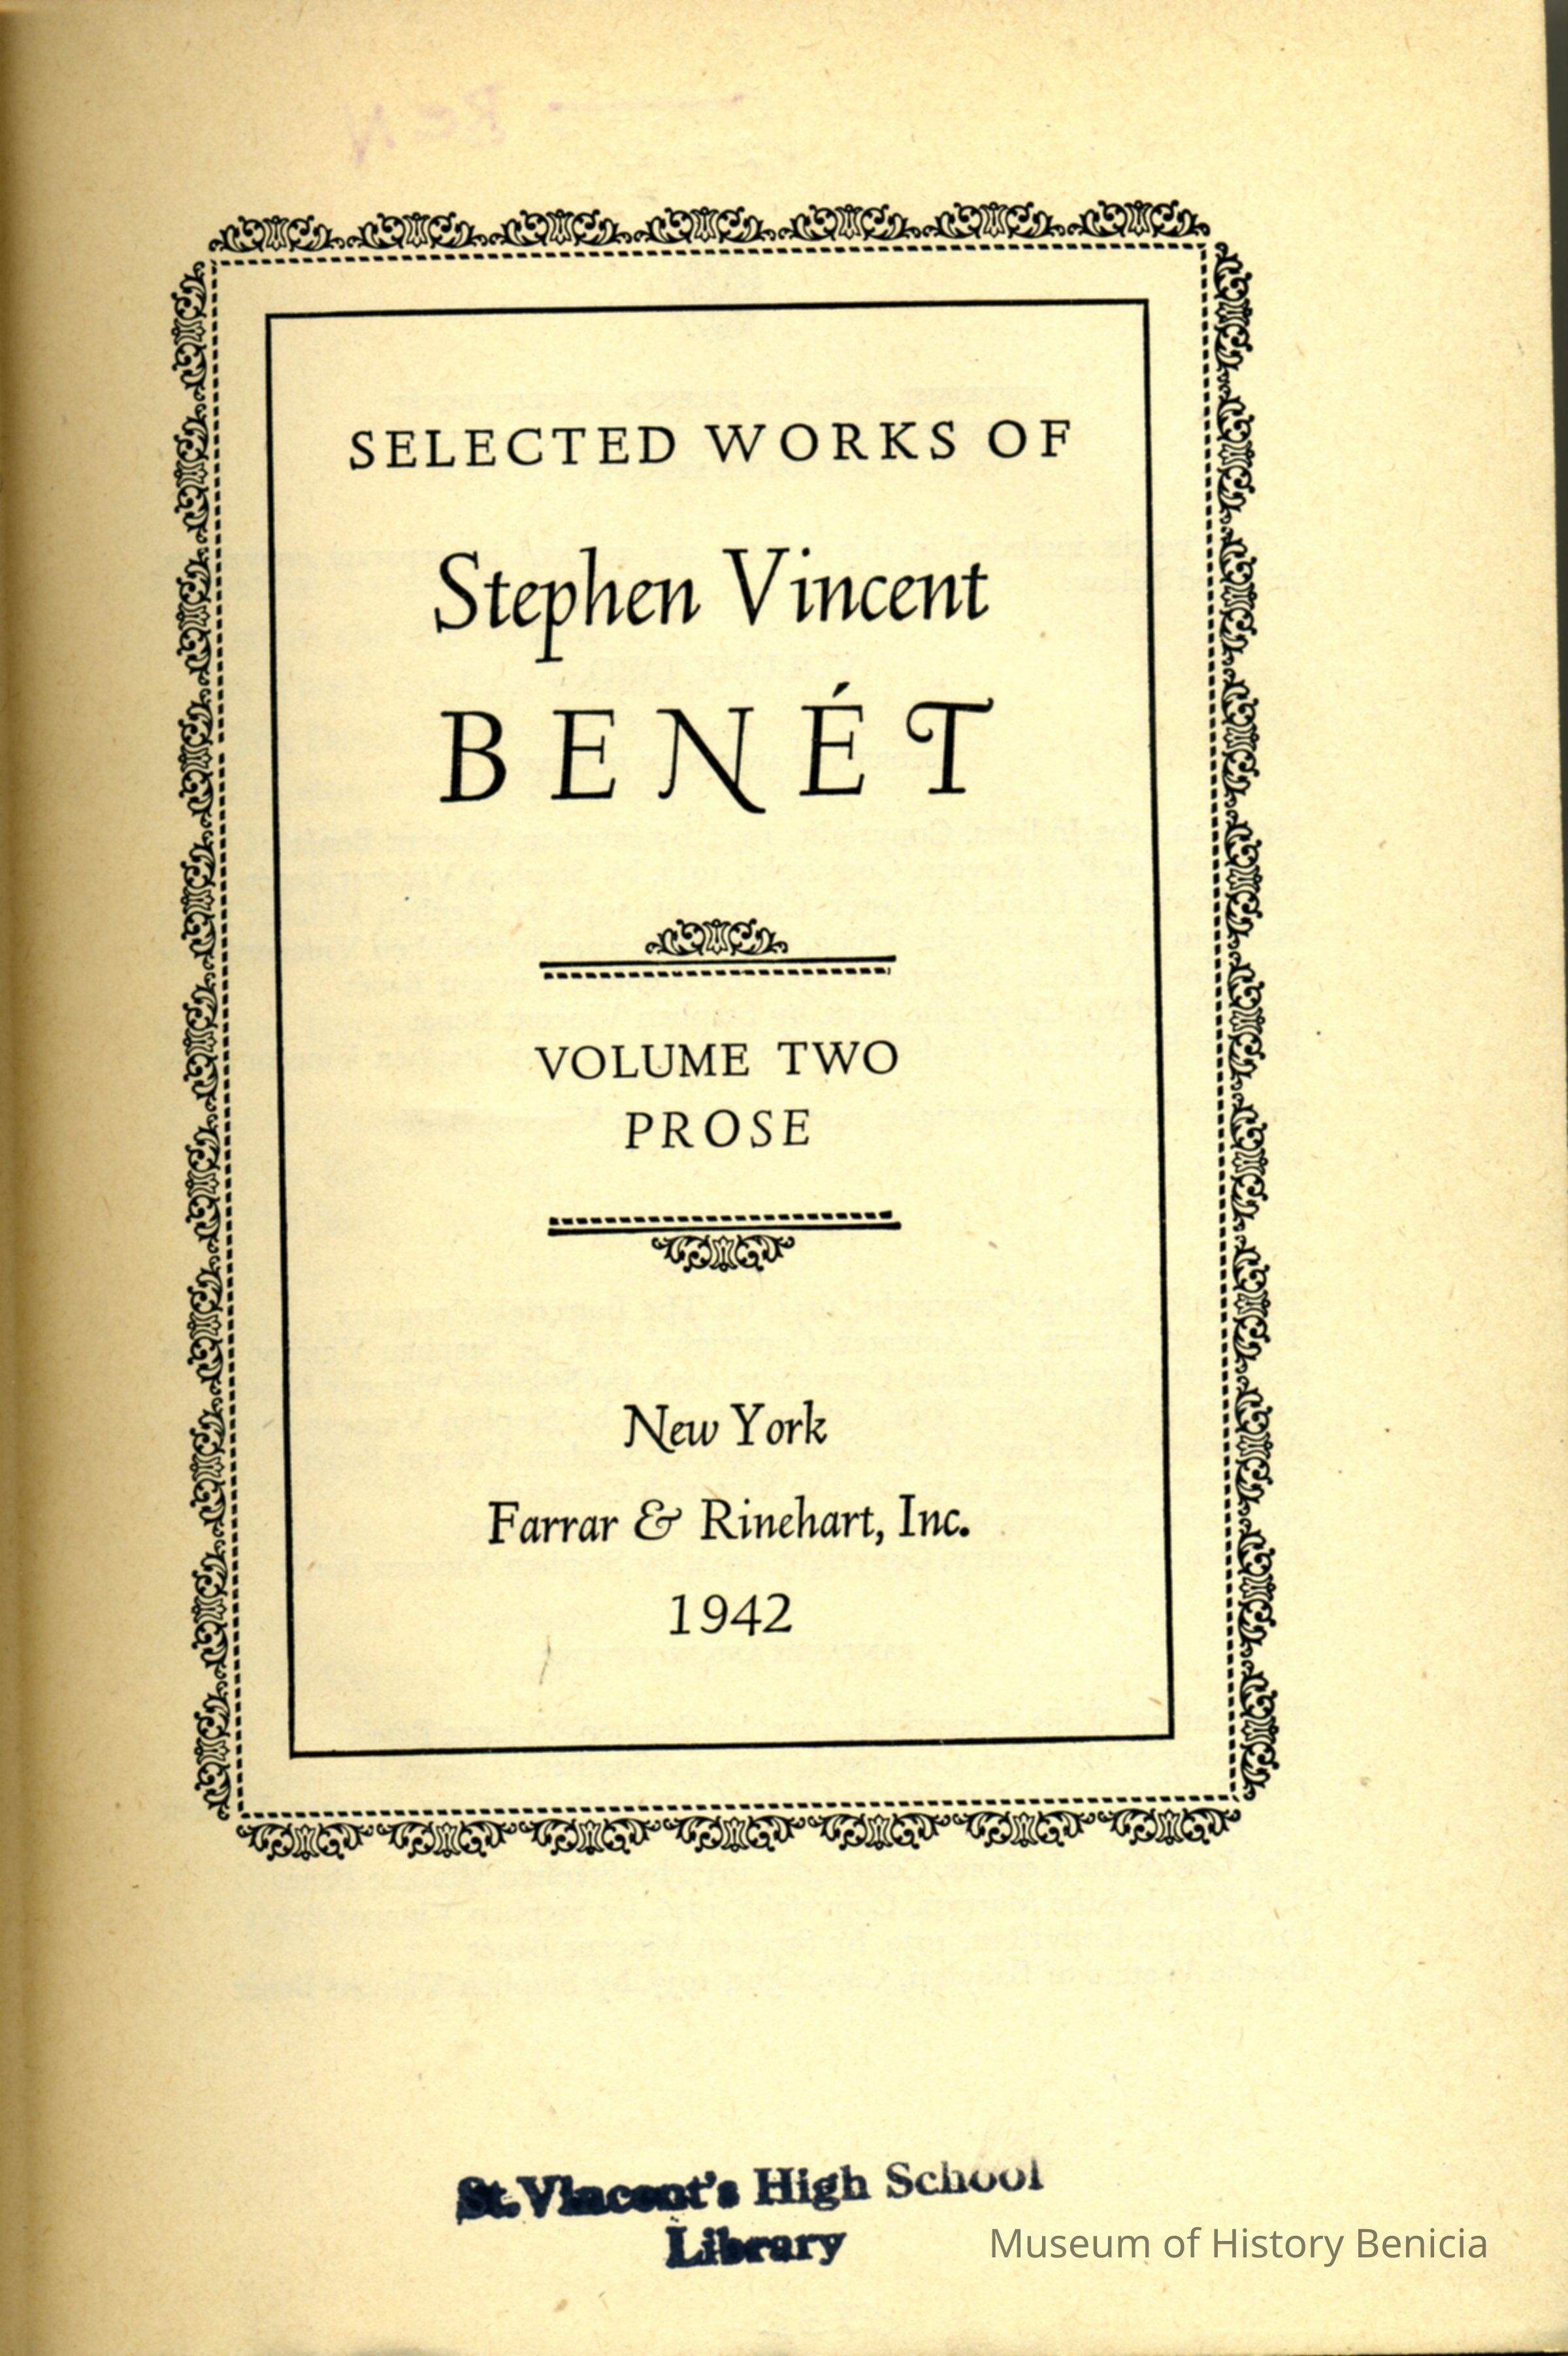 SELECTED WORKS OF
Stephen Vincent
BENÉT
VOLUME TWO
PROSE
New York
Farrar & Rinehart, Inc.
1942
St. Vincent's High School
Library
Museum of History Benicia